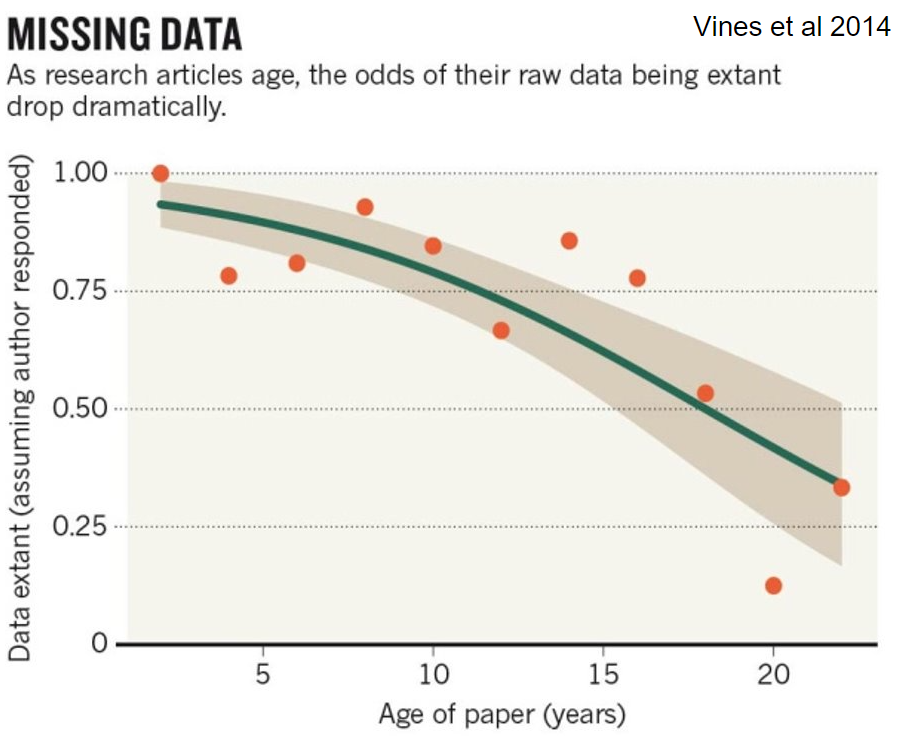 MISSING DATA
Vines et al 2014
As research articles age, the odds of their raw data being extant
drop dramatically.
Data extant (assuming author responded)
1.00
0.75
0.50
0.25
0
5
10
15
20
Age of paper (years)